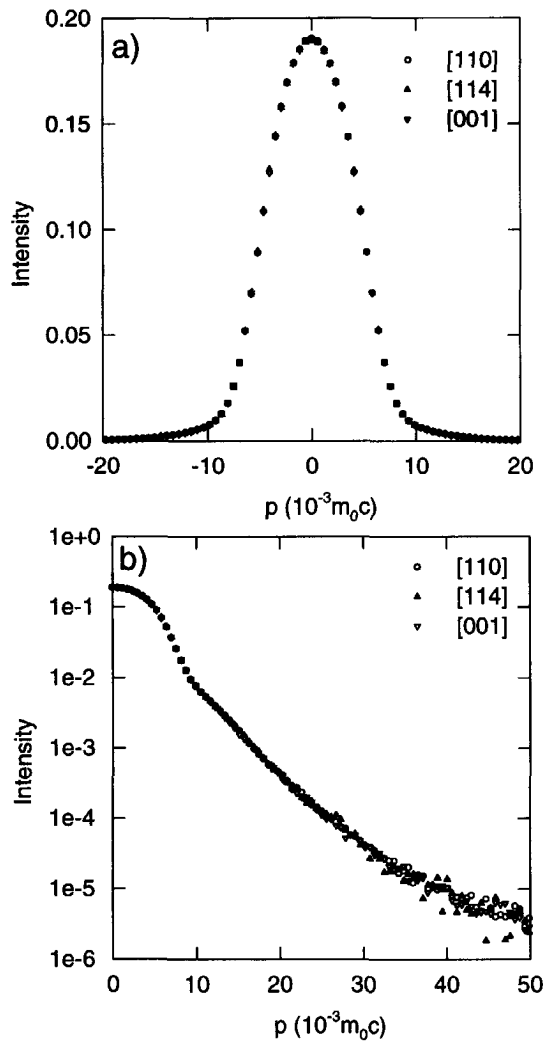 a)
[110]
[114]
[001]
Intensity
0.20
0.15
0.10
0.05
0.00
-20 -10 0 10 20
p (10⁻³m₀c)
b)
[110]
[114]
[001]
Intensity
1e+0
1e-1
1e-2
1e-3
1e-4
1e-5
1e-6
0 10 20 30 40 50
p (10⁻³m₀c)